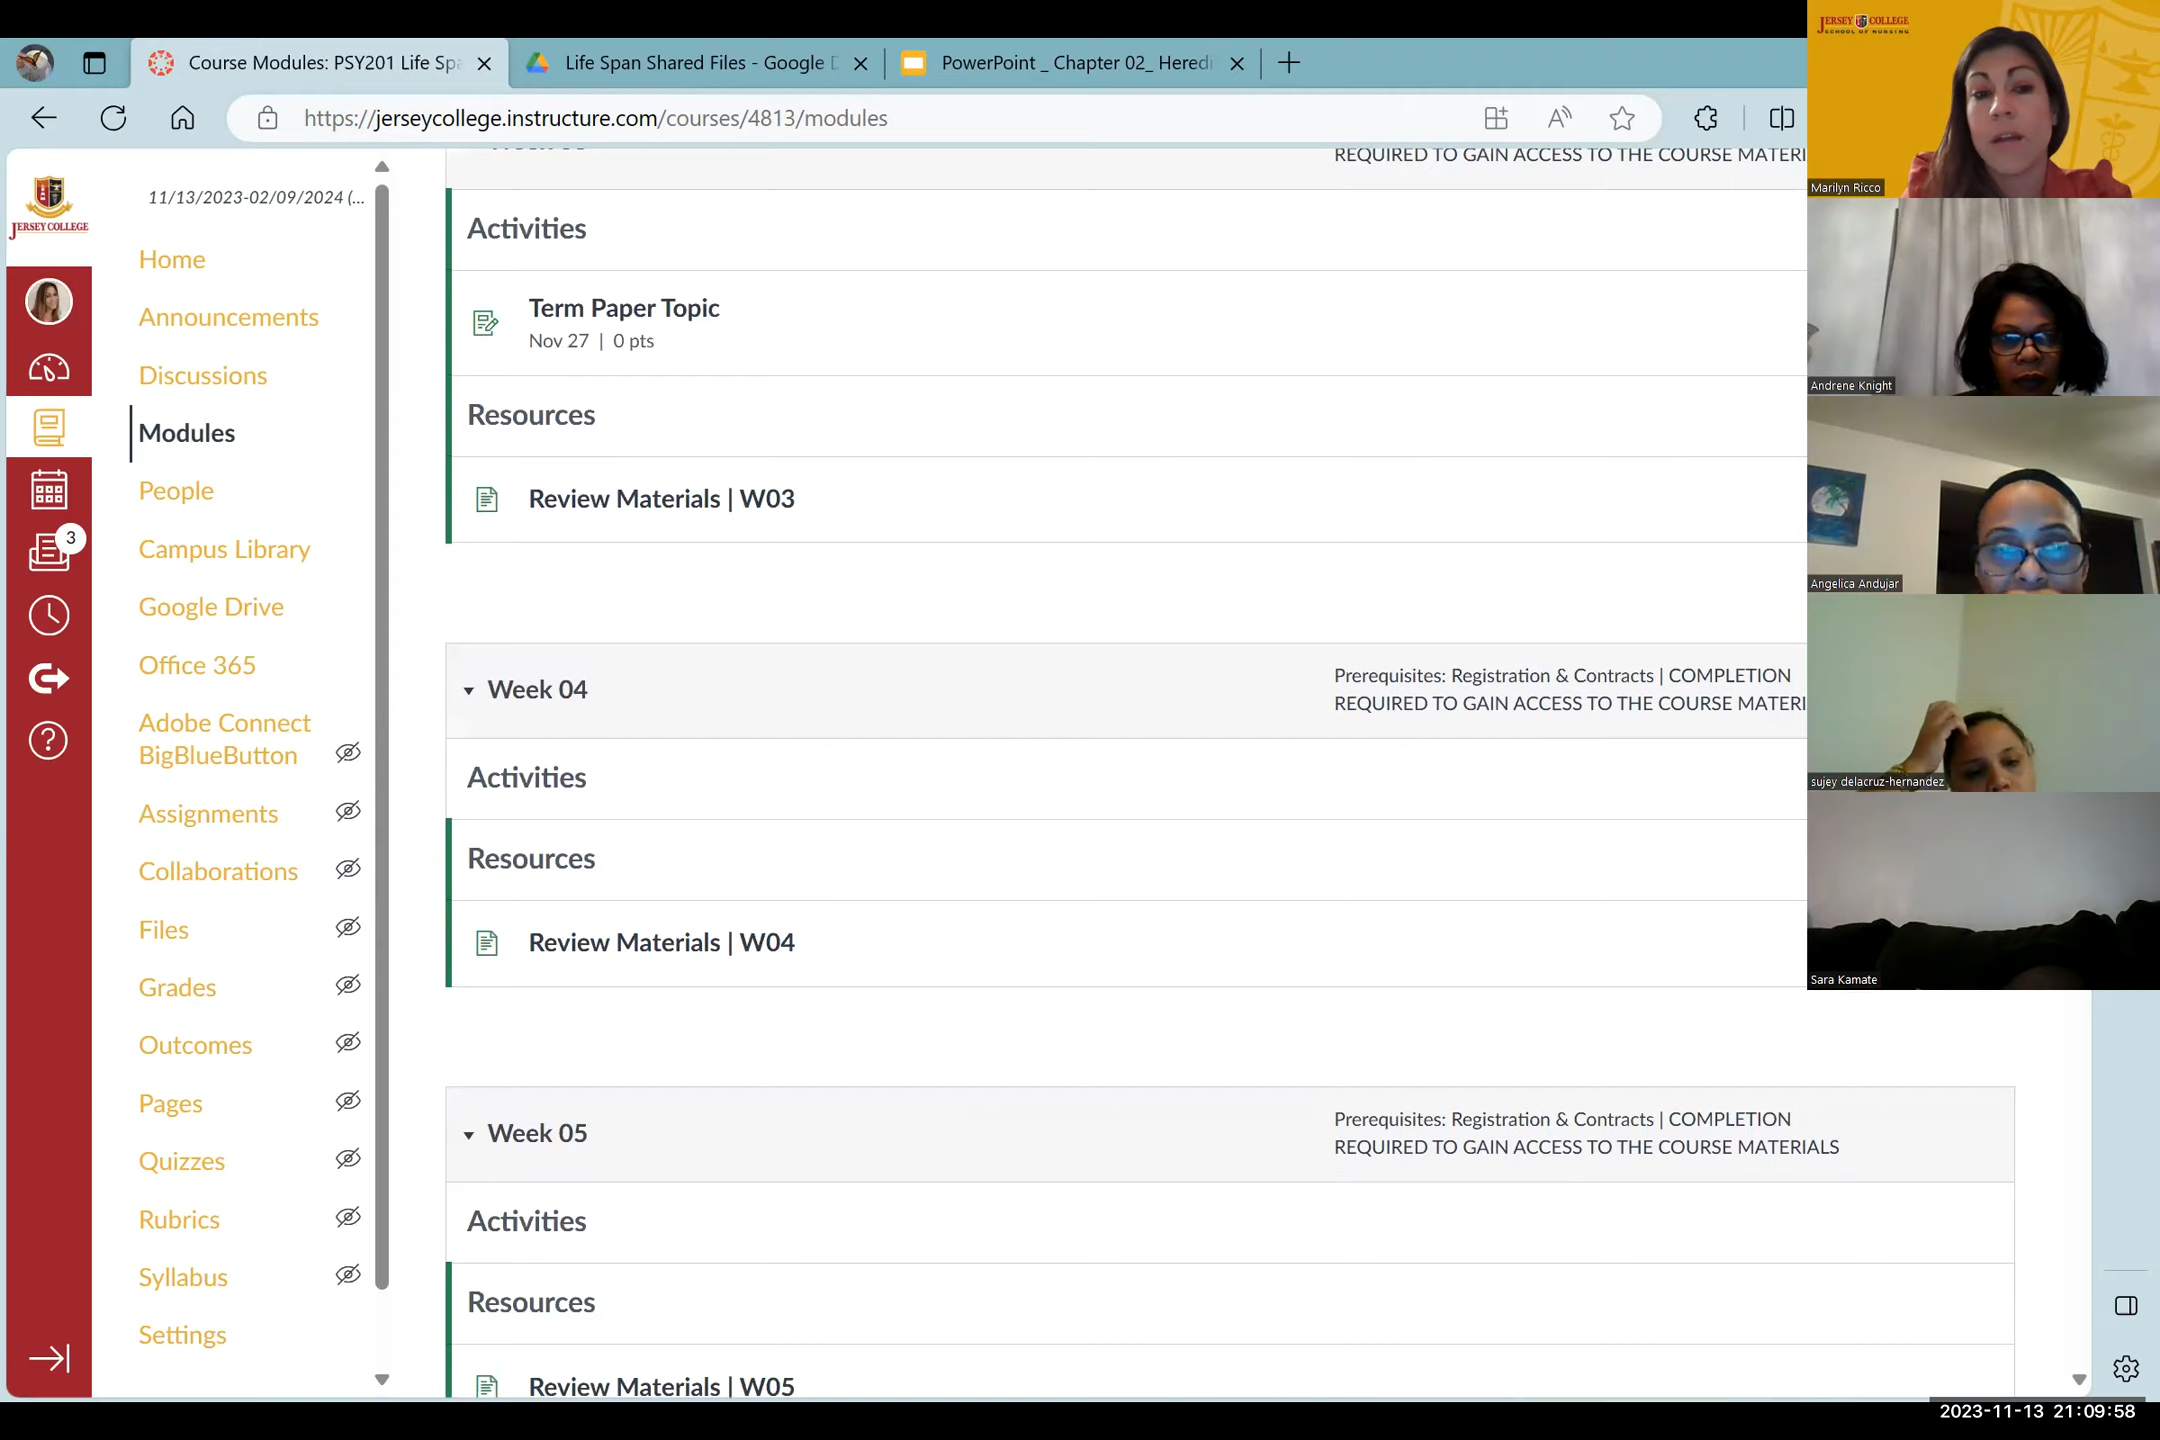 Course Modules: PSY201 Life Spa
Life Span Shared Files - Google D
PowerPoint _ Chapter 02_ Heredi
https://jerseycollege.instructure.com/courses/4813/modules
JERSEY COLLEGE
3
11/13/2023-02/09/2024 (...
Home
Announcements
Discussions
Modules
People
Campus Library
Google Drive
Office 365
Adobe Connect
BigBlueButton
Assignments
Collaborations
Files
Grades
Outcomes
Pages
Quizzes
Rubrics
Syllabus
Settings
REQUIRED TO GAIN ACCESS TO THE COURSE MATERI
Activities
Term Paper Topic
Nov 27 | 0 pts
Resources
Review Materials | W03
Week 04
Prerequisites: Registration & Contracts | COMPLETION
REQUIRED TO GAIN ACCESS TO THE COURSE MATERI
Activities
Resources
Review Materials | W04
Week 05
Prerequisites: Registration & Contracts | COMPLETION
REQUIRED TO GAIN ACCESS TO THE COURSE MATERIALS
Activities
Resources
Review Materials | W05
JERSEY COLLEGE
SCHOOL OF NURSING
Marilyn Ricco
Andrene Knight
Angelica Andujar
sujey delacruz-hernandez
Sara Kamate
2023-11-13 21:09:58